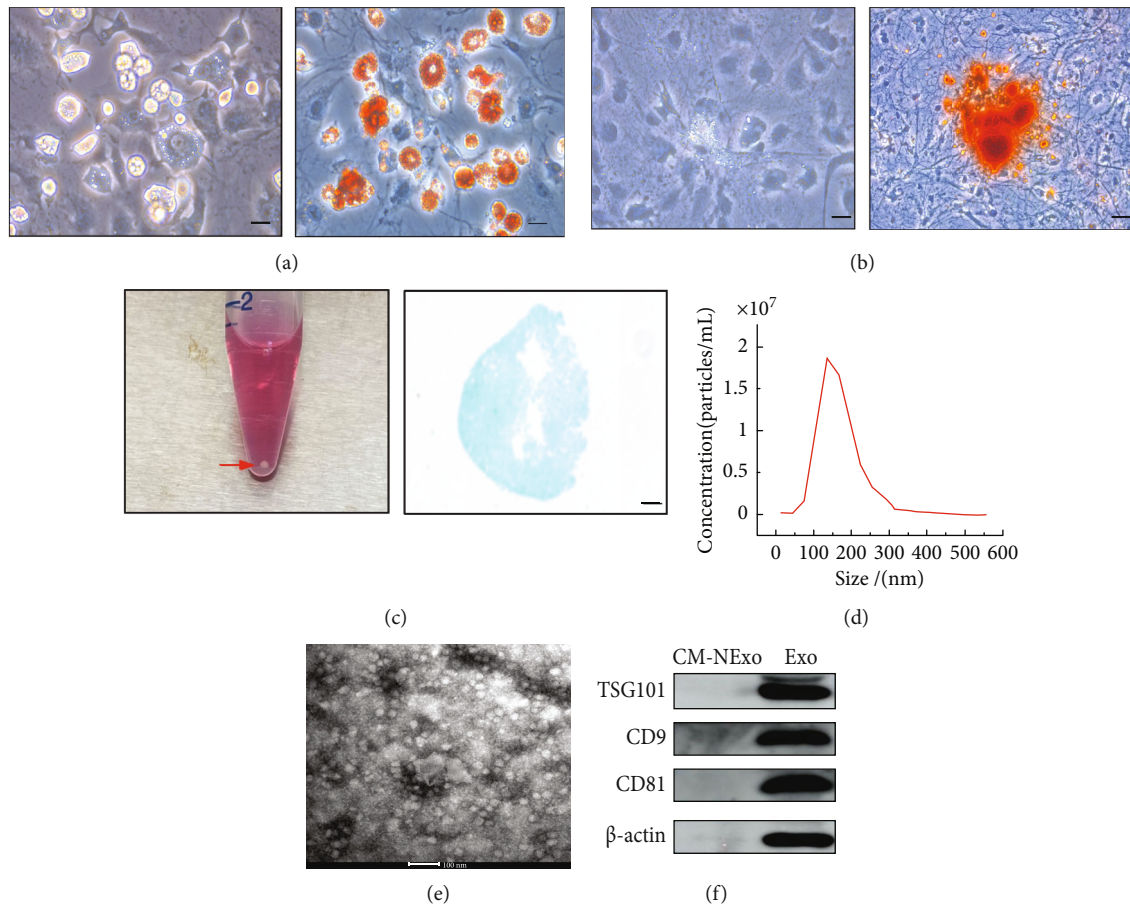 (a)
(b)
-2
(c)
×10⁷
Concentration(particles/mL)
2
1.5
1
0.5
0
0 100 200 300 400 500 600
Size /(nm)
(d)
100 nm
(e)
CM-NExo Exo
TSG101
CD9
CD81
β-actin
(f)